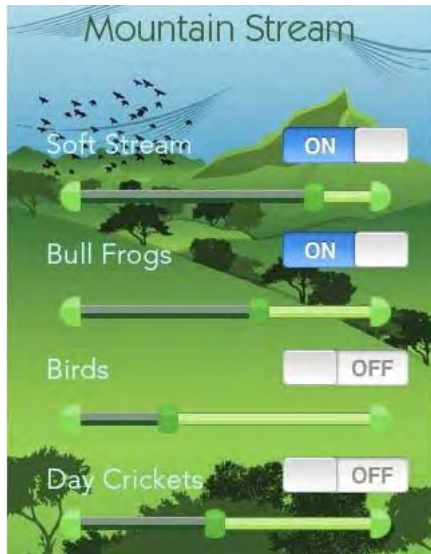 Mountain Stream
Soft Stream ON
Bull Frogs ON
Birds OFF
Day Crickets OFF